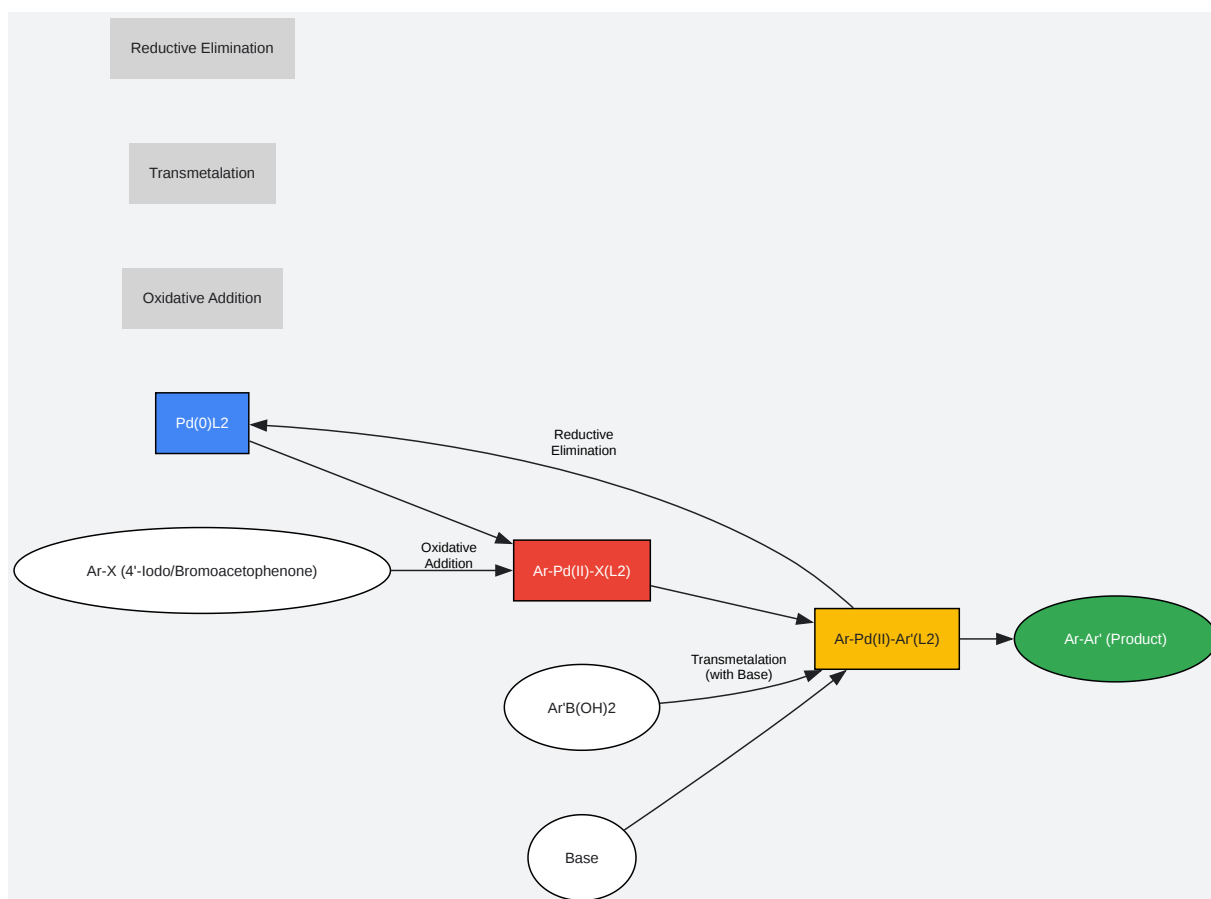 Reductive Elimination
Transmetalation
Oxidative Addition
Pd(0)L2
Reductive
Elimination
Oxidative
Addition
Ar-X (4'-Iodo/Bromoacetophenone)
Ar-Pd(II)-X(L2)
Ar-Pd(II)-Ar'(L2)
Ar-Ar' (Product)
Transmetalation
(with Base)
Ar'B(OH)2
Base